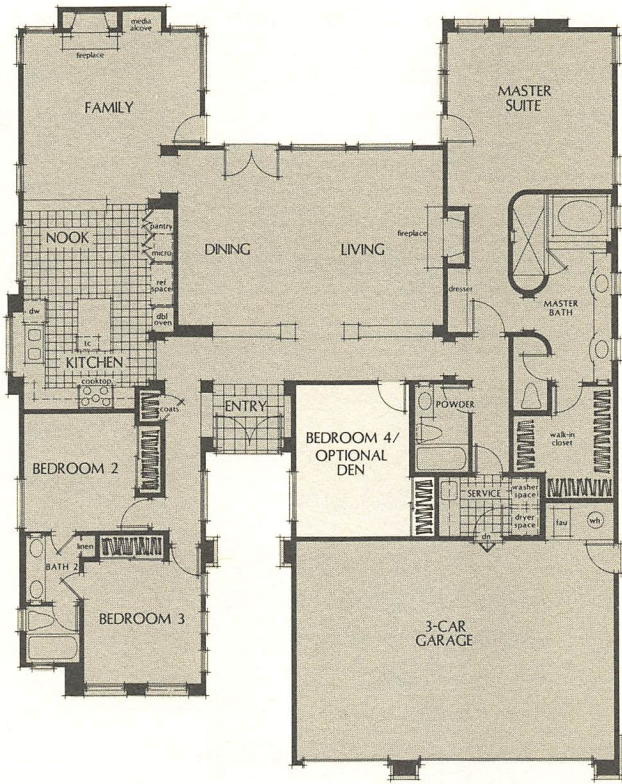 media
alcove
fireplace
FAMILY
MASTER
SUITE
NOOK
pantry
micro
DINING
LIVING
fireplace
ref
space
dresser
MASTER
BATH
dw
dbl
oven
tc
KITCHEN
cooktop
coats
ENTRY
POWDER
BEDROOM 4/
OPTIONAL
DEN
walk-in
closet
BEDROOM 2
SERVICE
washer
space
dryer
space
linen
dn
fau
wh
BATH 2
BEDROOM 3
3-CAR
GARAGE